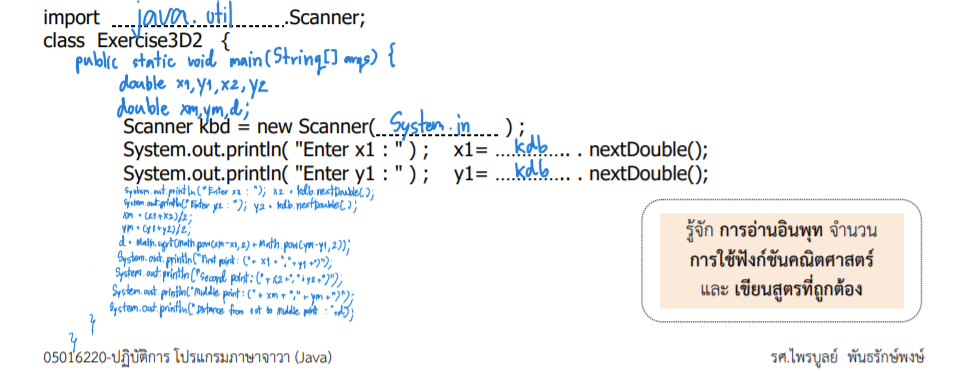 import ....java.util.....Scanner;
class Exercise3D2 {
public static void main(String[] args) {
double x1,y1,x2,y2
double xm,ym,d;
Scanner kbd = new Scanner(...System.in... ) ;
System.out.println( "Enter x1 : " ) ; x1= ....kdb.... . nextDouble();
System.out.println( "Enter y1 : " ) ; y1= ....kdb.... . nextDouble();
System.out.println("Enter x2 : "); x2 = kdb.nextDouble();
System.out.println("Enter y2 : "); y2 = kdb.nextDouble();
xm = (x1+x2)/2;
ym = (y1+y2)/2;
d = Math.sqrt(Math.pow(xm-x1,2)+Math.pow(ym-y1,2));
System.out.println("First point: ("+ x1 +","+y1+")");
System.out.println("Second point: ("+x2+","+y2+")");
System.out.println("Middle point: ("+ xm +","+ ym +")");
System.out.println("Distance from 1st to middle point : "+d);
}
}
รู้จัก การอ่านอินพุท จำนวน
การใช้ฟังก์ชันคณิตศาสตร์
และ เขียนสูตรที่ถูกต้อง
05016220-ปฏิบัติการ โปรแกรมภาษาจาวา (Java) รศ.ไพรบูลย์ พันธรักษ์พงษ์